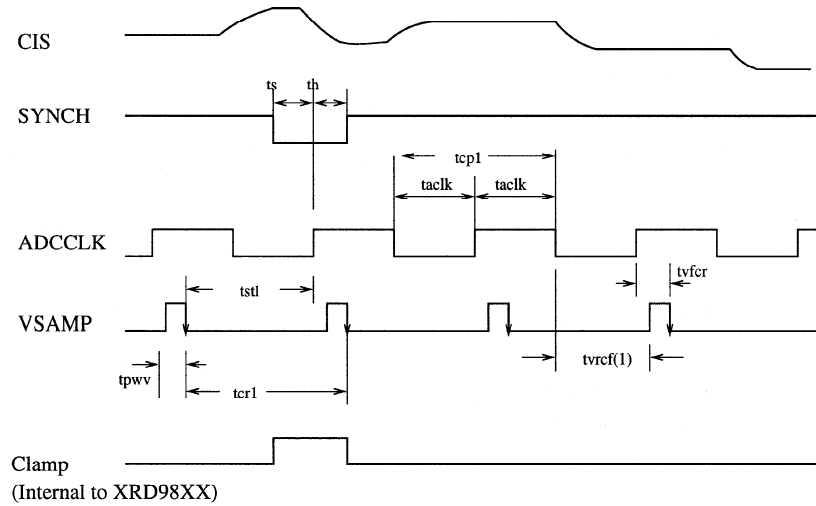 CIS
ts th
SYNCH
tcp1
taclk taclk
ADCCLK
tvfcr
tstl
VSAMP
tvrcf(1)
tpwv
tcr1
Clamp
(Internal to XRD98XX)